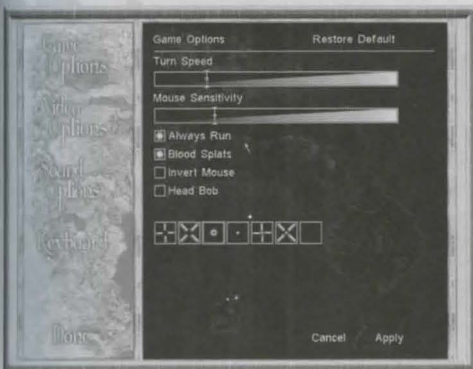 Game Options
Video Options
Sound Options
Keyboard
Done
Game Options
Restore Default
Turn Speed
Mouse Sensitivity
Always Run
Blood Splats
Invert Mouse
Head Bob
Cancel
Apply